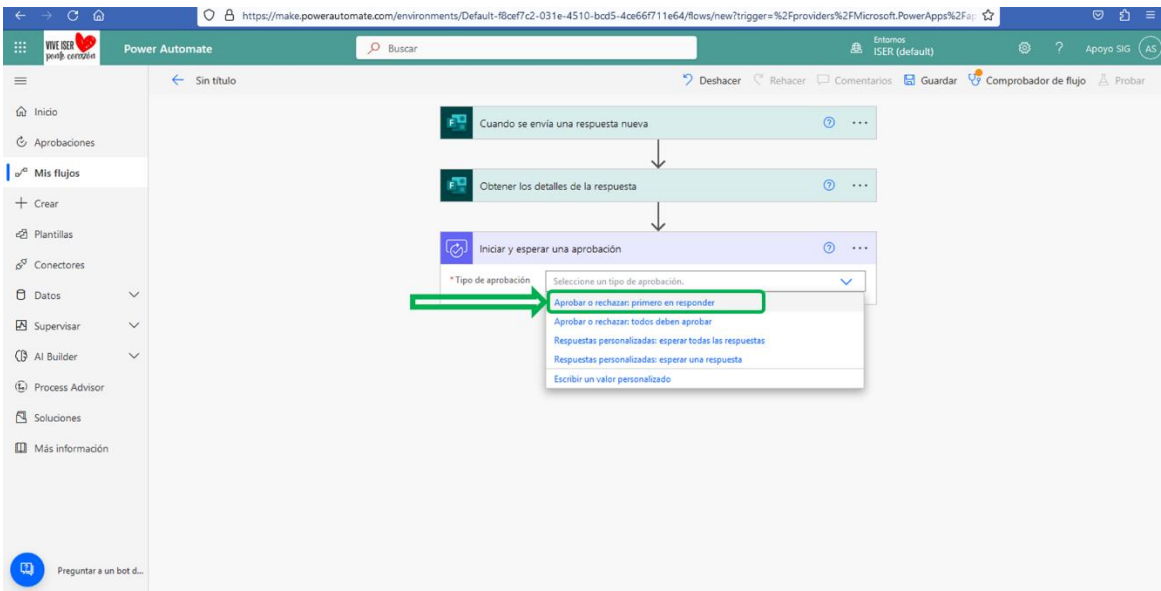 https://make.powerautomate.com/environments/Default-f8cef7c2-031e-4510-bcd5-4ce66f711e64/flows/new?trigger=%2Fproviders%2FMicrosoft.PowerApps%2Fap
VIVE ISER
ponle corazón
Power Automate
Buscar
Entornos
ISER (default)
?
Apoyo SIG
AS
Sin título
Deshacer
Rehacer
Comentarios
Guardar
Comprobador de flujo
Probar
Inicio
Aprobaciones
Mis flujos
Crear
Plantillas
Conectores
Datos
Supervisar
AI Builder
Process Advisor
Soluciones
Más información
Preguntar a un bot d...
Cuando se envía una respuesta nueva
Obtener los detalles de la respuesta
Iniciar y esperar una aprobación
* Tipo de aprobación
Seleccione un tipo de aprobación.
Aprobar o rechazar: primero en responder
Aprobar o rechazar: todos deben aprobar
Respuestas personalizadas: esperar todas las respuestas
Respuestas personalizadas: esperar una respuesta
Escribir un valor personalizado